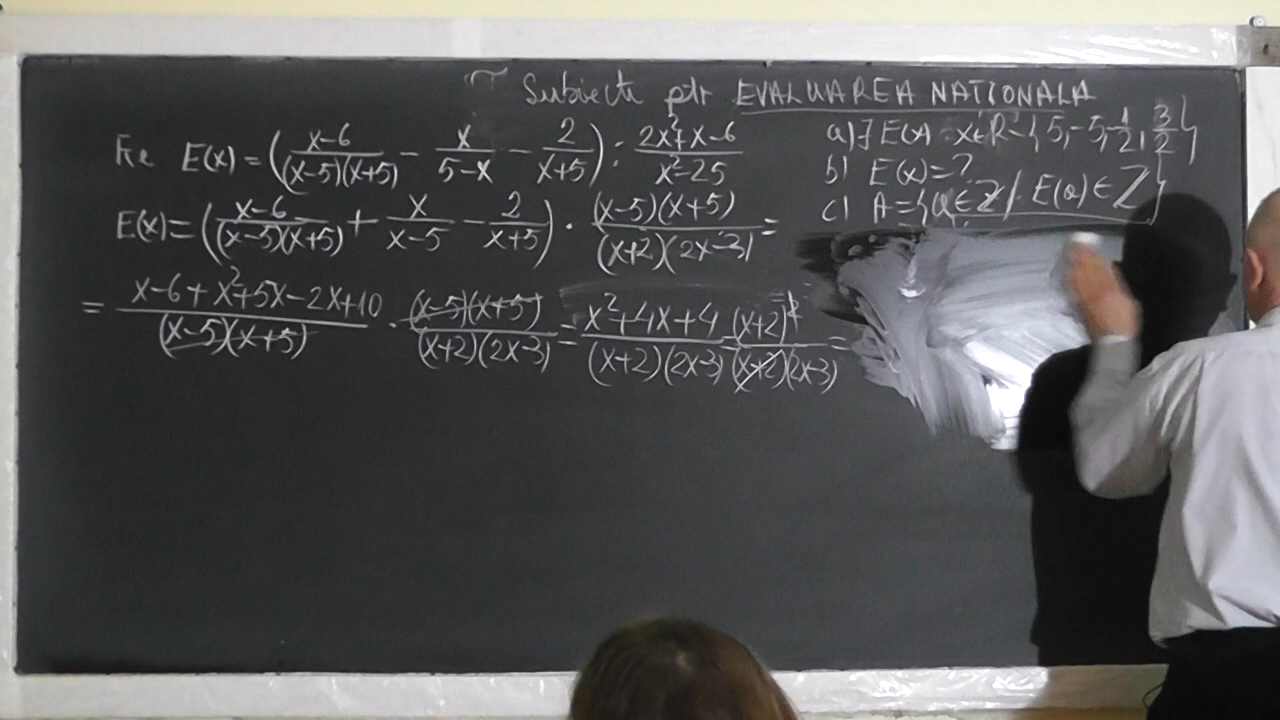 Subiecte ptr EVALUAREA NATIONALA
Fie E(x) = ((x-6)/((x-5)(x+5)) - x/(5-x) - 2/(x+5)) : (2x²+x-6)/(x²-25)
a) ∃ E(x) x∈R-{5,-5,-1/2,3/2}
b) E(x)=?
c) A={a∈Z/ E(a)∈Z}
E(x)=((x-6)/((x-5)(x+5)) + x/(x-5) - 2/(x+5)) · ((x-5)(x+5))/((x+2)(2x-3)) =
= (x-6+x²+5x-2x+10)/((x-5)(x+5)) · ((x-5)(x+5))/((x+2)(2x-3)) = (x²+4x+4)/((x+2)(2x-3)) = (x+2)²/((x+2)(2x-3)) =